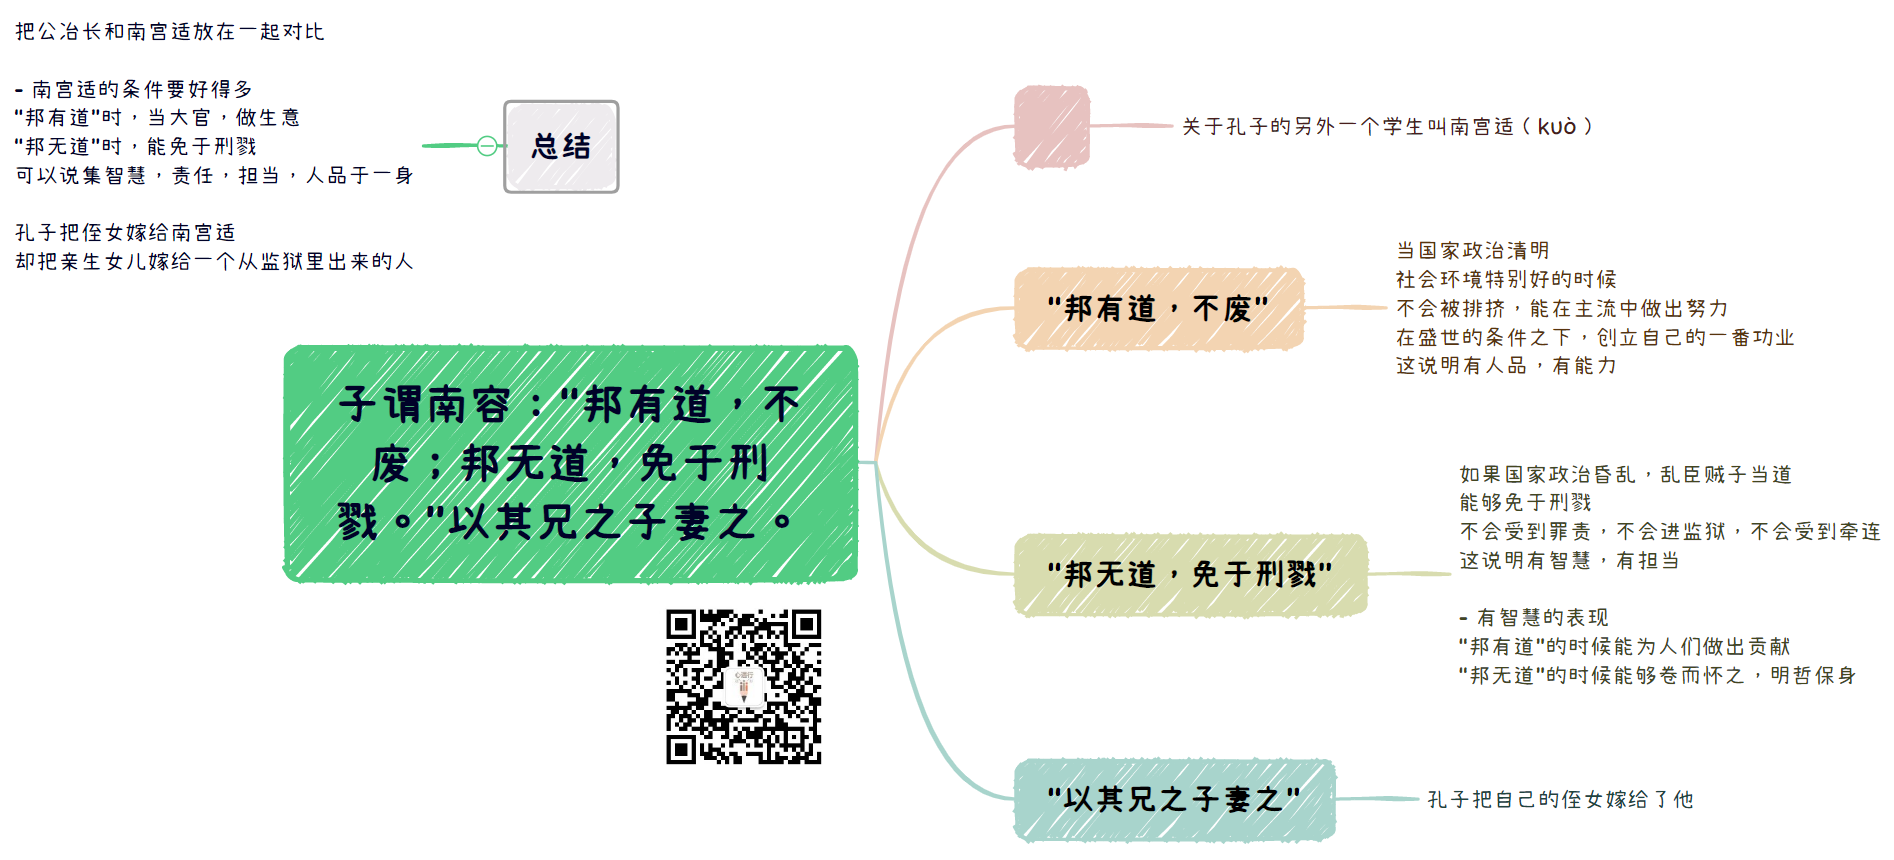 把公冶长和南宫适放在一起对比
- 南宫适的条件要好得多
"邦有道"时，当大官，做生意
"邦无道"时，能免于刑戮
可以说集智慧，责任，担当，人品于一身
孔子把侄女嫁给南宫适
却把亲生女儿嫁给一个从监狱里出来的人
总结
子谓南容："邦有道，不
废；邦无道，免于刑
戮。"以其兄之子妻之。
心意行
关于孔子的另外一个学生叫南宫适（kuò）
"邦有道，不废"
当国家政治清明
社会环境特别好的时候
不会被排挤，能在主流中做出努力
在盛世的条件之下，创立自己的一番功业
这说明有人品，有能力
"邦无道，免于刑戮"
如果国家政治昏乱，乱臣贼子当道
能够免于刑戮
不会受到罪责，不会进监狱，不会受到牵连
这说明有智慧，有担当
- 有智慧的表现
"邦有道"的时候能为人们做出贡献
"邦无道"的时候能够卷而怀之，明哲保身
"以其兄之子妻之"
孔子把自己的侄女嫁给了他